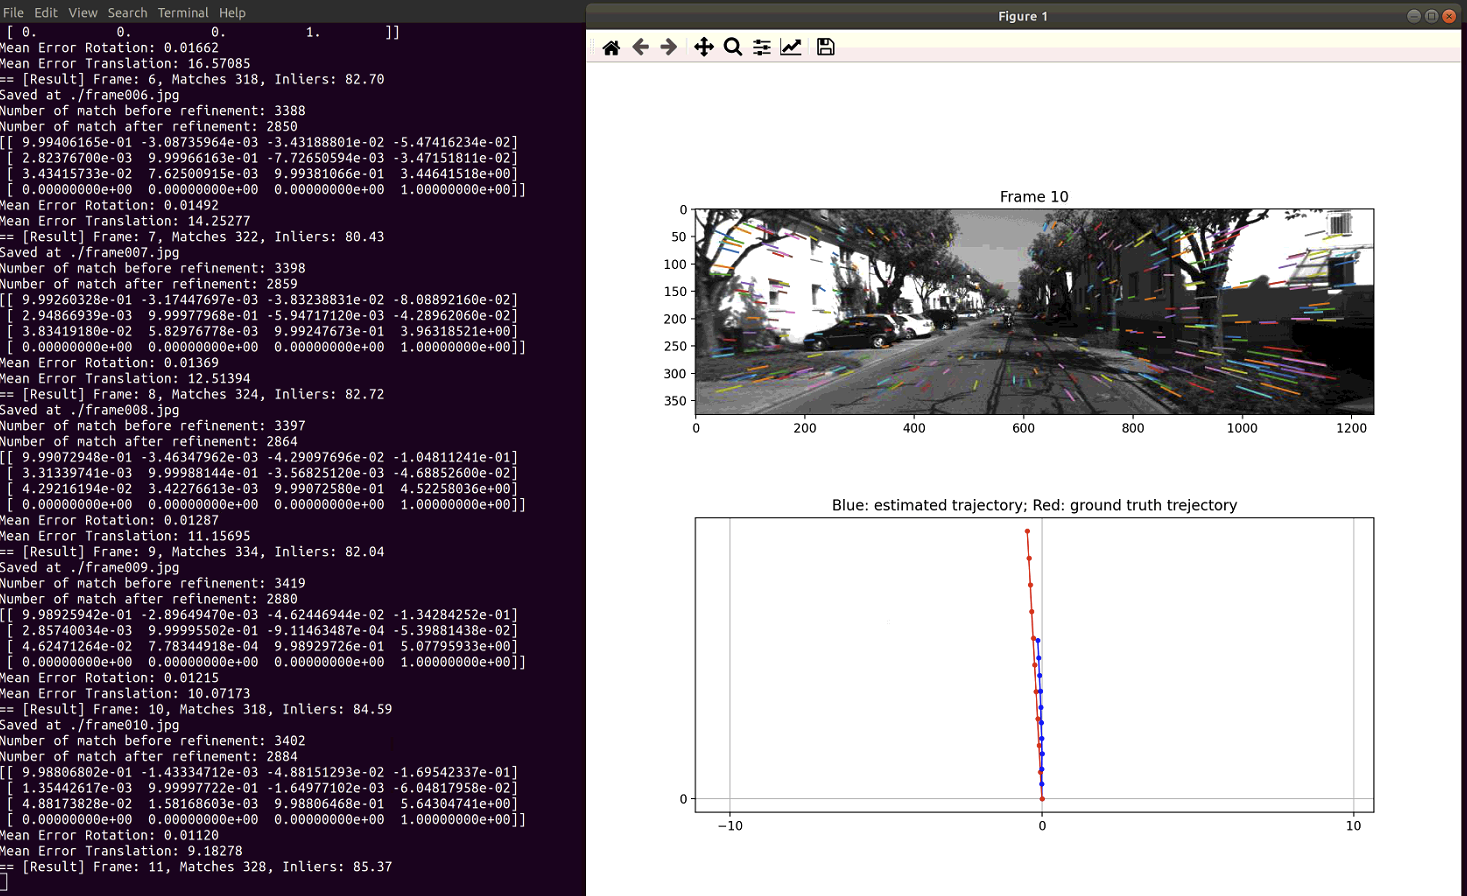 File Edit View Search Terminal Help
[ 0. 0. 0. 1. ]]
Mean Error Rotation: 0.01662
Mean Error Translation: 16.57085
== [Result] Frame: 6, Matches 318, Inliers: 82.70
Saved at ./frame006.jpg
Number of match before refinement: 3388
Number of match after refinement: 2850
[[ 9.99406165e-01 -3.08735964e-03 -3.43188801e-02 -5.47416234e-02]
[ 2.82376700e-03 9.99966163e-01 -7.72650594e-03 -3.47151811e-02]
[ 3.43415733e-02 7.62500915e-03 9.99381066e-01 3.44641518e+00]
[ 0.00000000e+00 0.00000000e+00 0.00000000e+00 1.00000000e+00]]
Mean Error Rotation: 0.01492
Mean Error Translation: 14.25277
== [Result] Frame: 7, Matches 322, Inliers: 80.43
Saved at ./frame007.jpg
Number of match before refinement: 3398
Number of match after refinement: 2859
[[ 9.99260328e-01 -3.17447697e-03 -3.83238831e-02 -8.08892160e-02]
[ 2.94866939e-03 9.99977968e-01 -5.94717120e-03 -4.28962060e-02]
[ 3.83419180e-02 5.82976778e-03 9.99247673e-01 3.96318521e+00]
[ 0.00000000e+00 0.00000000e+00 0.00000000e+00 1.00000000e+00]]
Mean Error Rotation: 0.01369
Mean Error Translation: 12.51394
== [Result] Frame: 8, Matches 324, Inliers: 82.72
Saved at ./frame008.jpg
Number of match before refinement: 3397
Number of match after refinement: 2864
[[ 9.99072948e-01 -3.46347962e-03 -4.29097696e-02 -1.04811241e-01]
[ 3.31339741e-03 9.99988144e-01 -3.56825120e-03 -4.68852600e-02]
[ 4.29216194e-02 3.42276613e-03 9.99072580e-01 4.52258036e+00]
[ 0.00000000e+00 0.00000000e+00 0.00000000e+00 1.00000000e+00]]
Mean Error Rotation: 0.01287
Mean Error Translation: 11.15695
== [Result] Frame: 9, Matches 334, Inliers: 82.04
Saved at ./frame009.jpg
Number of match before refinement: 3419
Number of match after refinement: 2880
[[ 9.98925942e-01 -2.89649470e-03 -4.62446944e-02 -1.34284252e-01]
[ 2.85740034e-03 9.99995502e-01 -9.11463487e-04 -5.39881438e-02]
[ 4.62471264e-02 7.78344918e-04 9.98929726e-01 5.07795933e+00]
[ 0.00000000e+00 0.00000000e+00 0.00000000e+00 1.00000000e+00]]
Mean Error Rotation: 0.01215
Mean Error Translation: 10.07173
== [Result] Frame: 10, Matches 318, Inliers: 84.59
Saved at ./frame010.jpg
Number of match before refinement: 3402
Number of match after refinement: 2884
[[ 9.98806802e-01 -1.43334712e-03 -4.88151293e-02 -1.69542337e-01]
[ 1.35442617e-03 9.99997722e-01 -1.64977102e-03 -6.04817958e-02]
[ 4.88173828e-02 1.58168603e-03 9.98806468e-01 5.64304741e+00]
[ 0.00000000e+00 0.00000000e+00 0.00000000e+00 1.00000000e+00]]
Mean Error Rotation: 0.01120
Mean Error Translation: 9.18278
== [Result] Frame: 11, Matches 328, Inliers: 85.37
Figure 1
Frame 10
0
50
100
150
200
250
300
350
0 200 400 600 800 1000 1200
Blue: estimated trajectory; Red: ground truth trejectory
0
−10 0 10